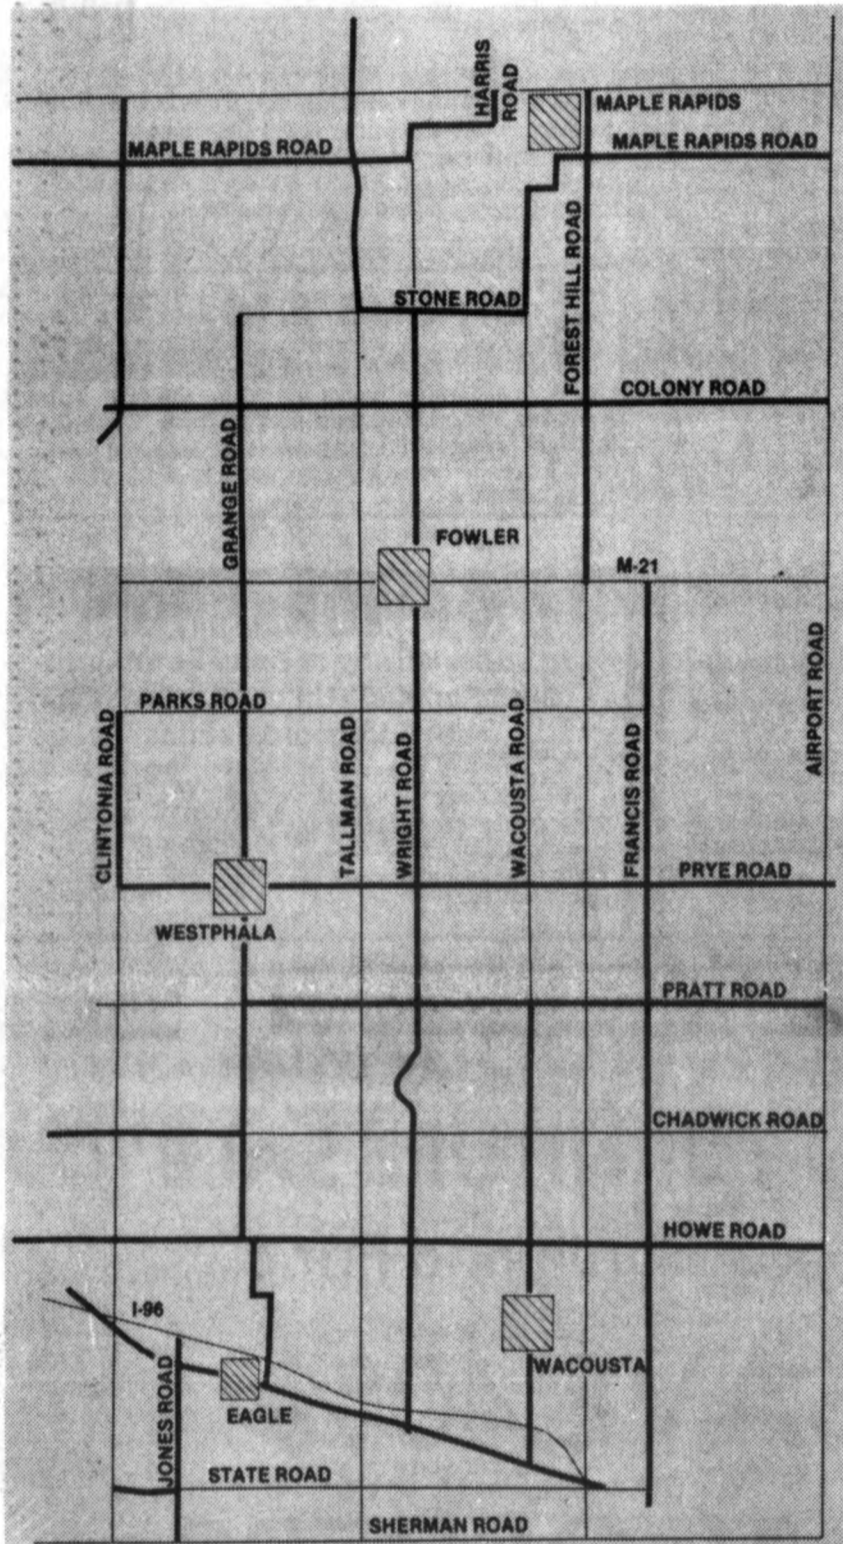 HARRIS
ROAD
MAPLE RAPIDS
MAPLE RAPIDS ROAD
MAPLE RAPIDS ROAD
STONE ROAD
FOREST HILL ROAD
COLONY ROAD
GRANGE ROAD
FOWLER
M-21
PARKS ROAD
CLINTONIA ROAD
TALLMAN ROAD
WRIGHT ROAD
WACOUSTA ROAD
FRANCIS ROAD
AIRPORT ROAD
PRYE ROAD
WESTPHALA
PRATT ROAD
CHADWICK ROAD
HOWE ROAD
I-96
WACOUSTA
JONES ROAD
EAGLE
STATE ROAD
SHERMAN ROAD